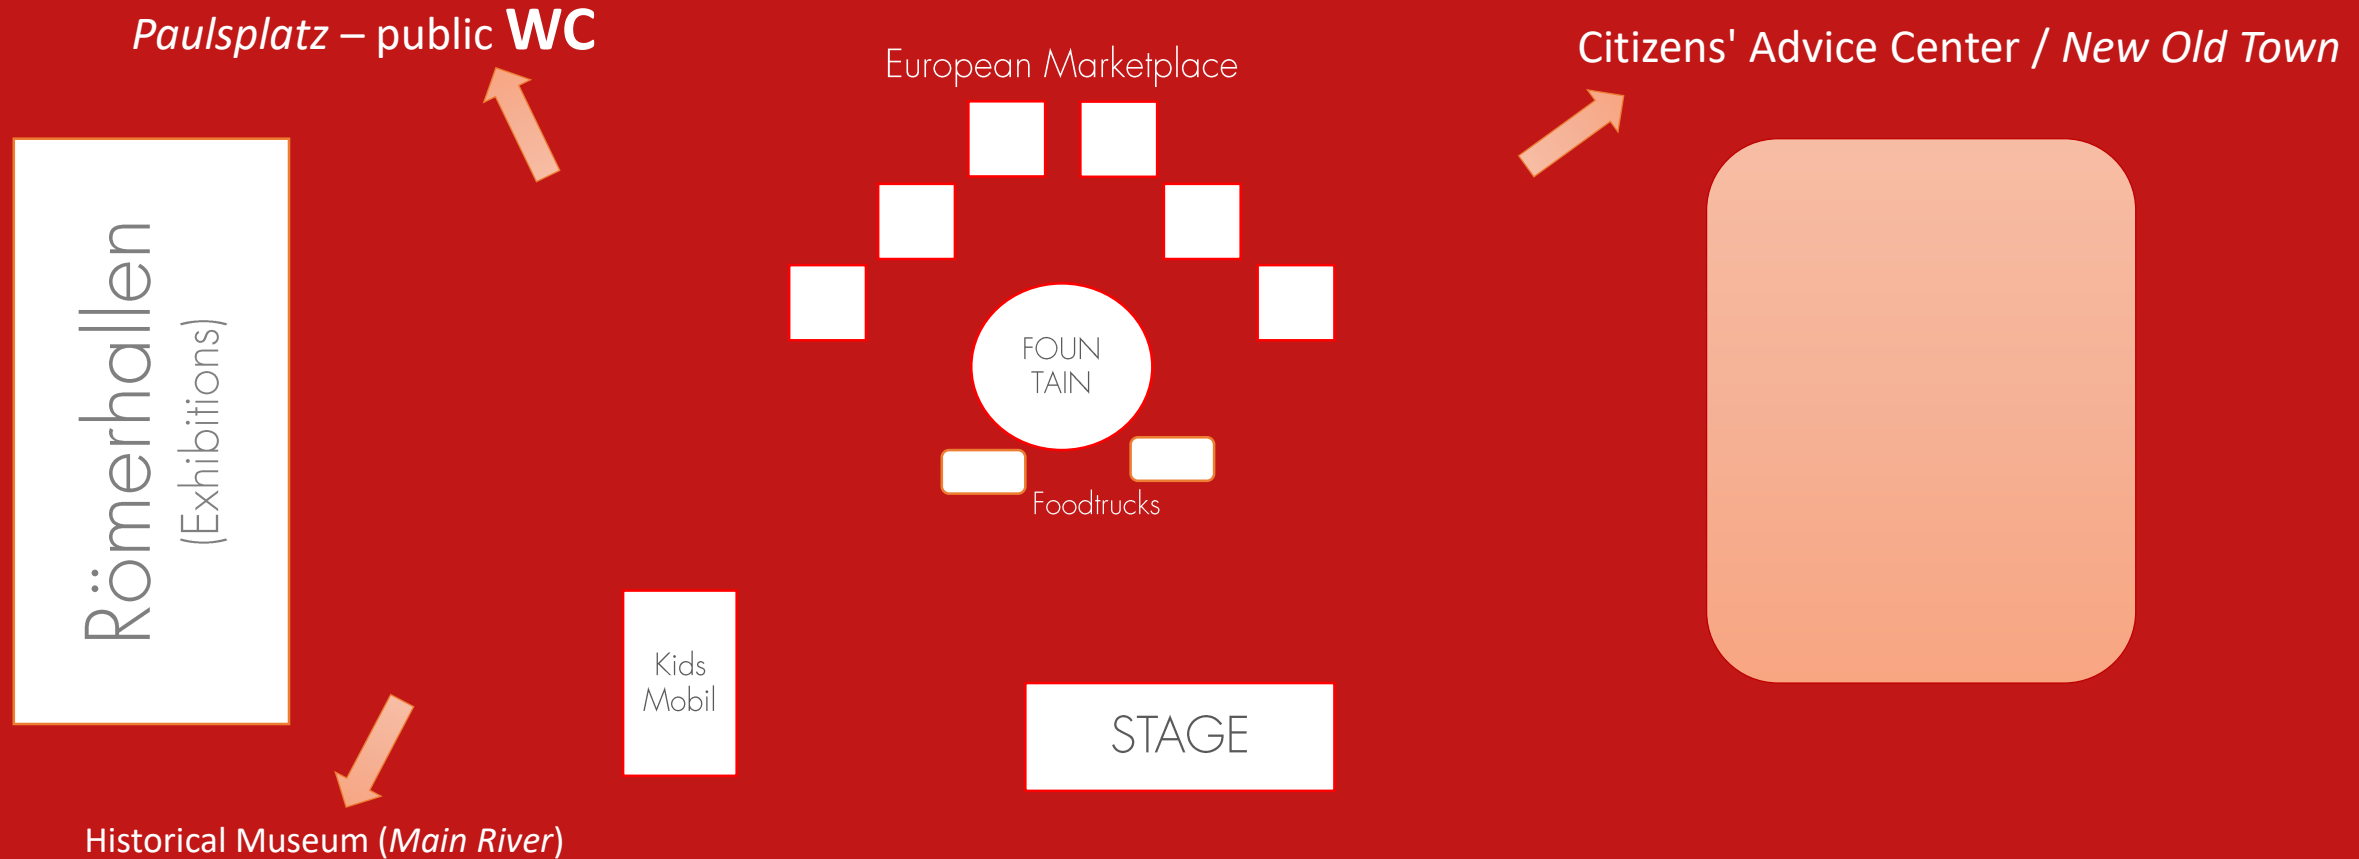 Paulsplatz – public WC
European Marketplace
Citizens' Advice Center / New Old Town
Römerhallen
(Exhibitions)
FOUN
TAIN
Foodtrucks
Kids
Mobil
STAGE
Historical Museum (Main River)